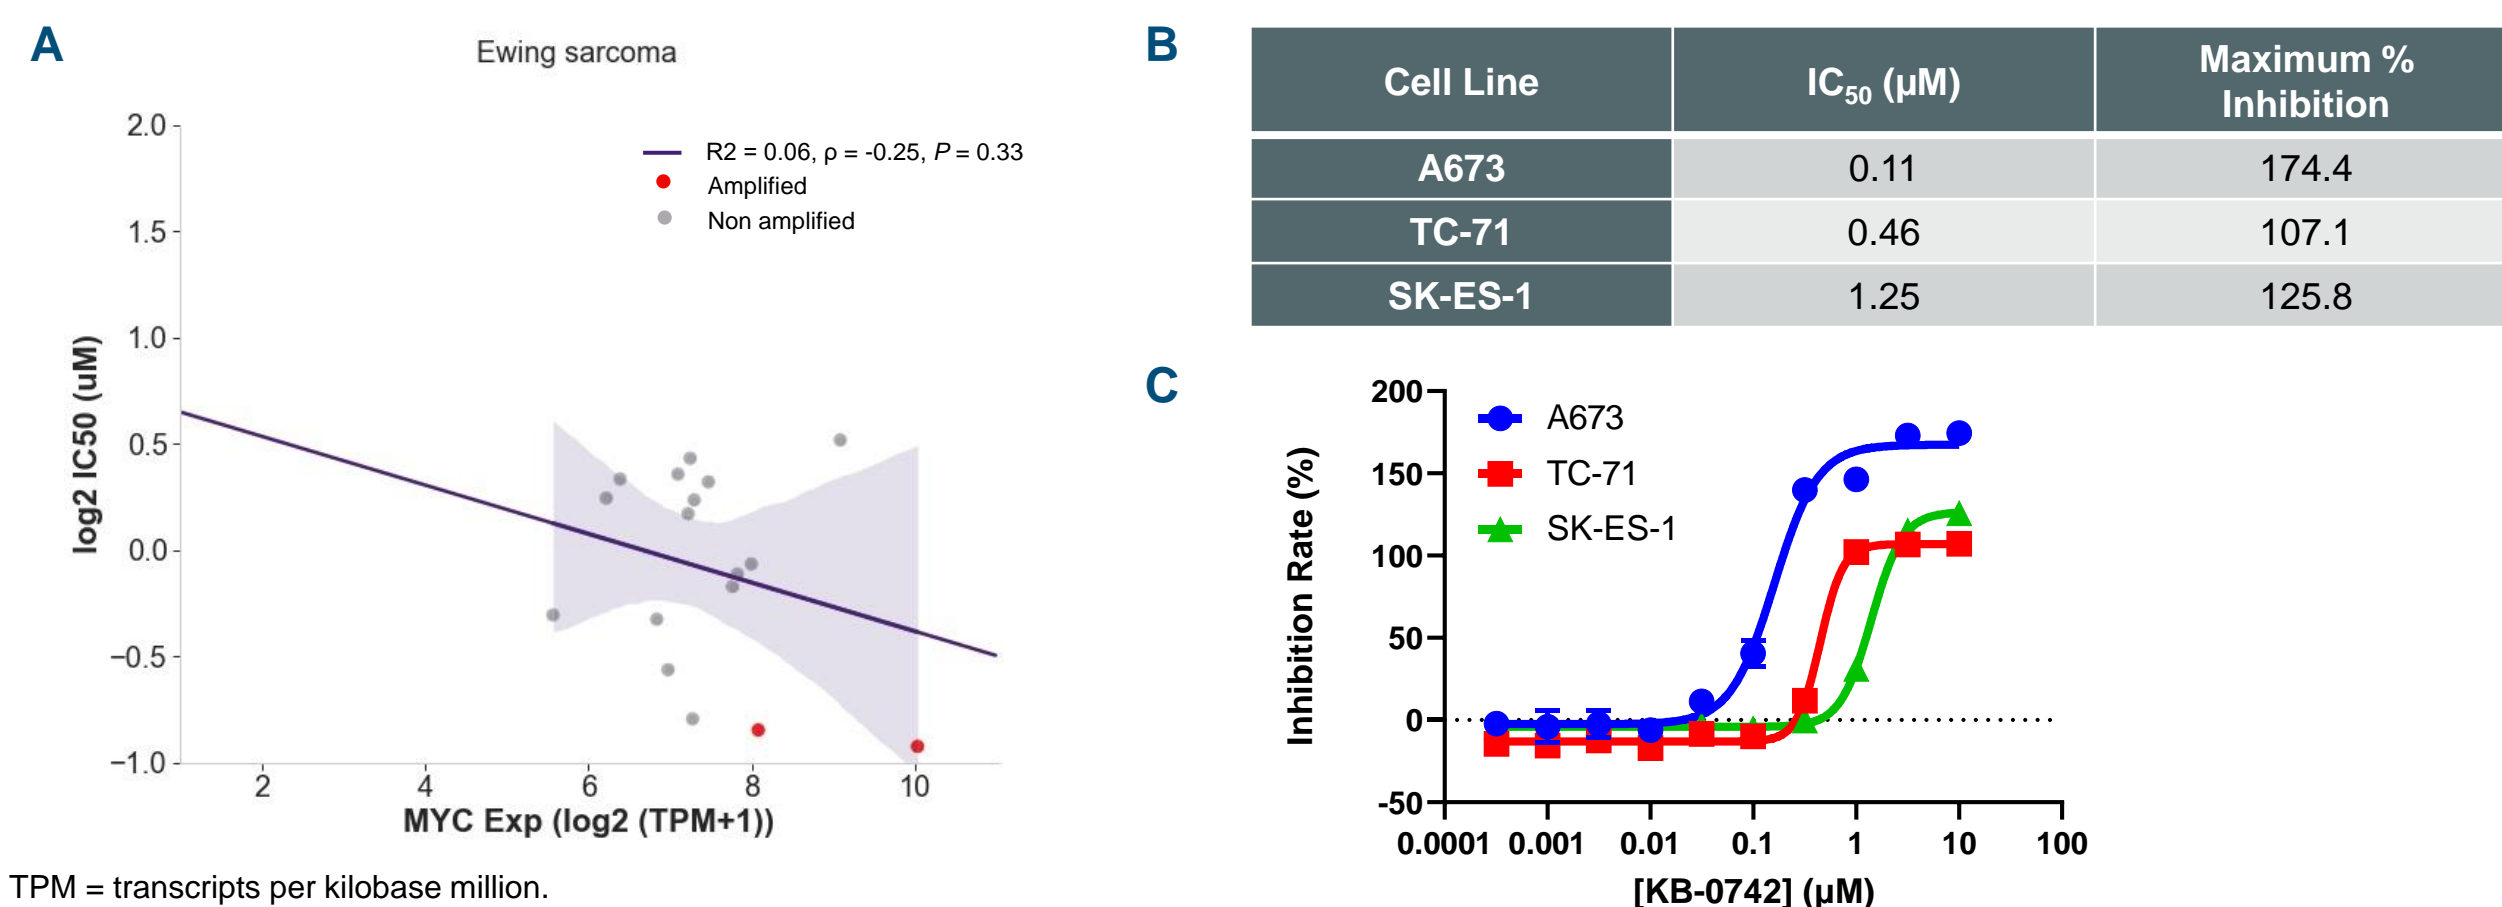 A
Ewing sarcoma
R2 = 0.06, ρ = -0.25, P = 0.33
Amplified
Non amplified
2.0
1.5
1.0
0.5
0.0
−0.5
−1.0
log2 IC50 (uM)
2 4 6 8 10
MYC Exp (log2 (TPM+1))
TPM = transcripts per kilobase million.
B
Cell Line IC50 (µM) Maximum %
Inhibition
A673 0.11 174.4
TC-71 0.46 107.1
SK-ES-1 1.25 125.8
C
A673
TC-71
SK-ES-1
200
150
100
50
0
-50
Inhibition Rate (%)
0.0001 0.001 0.01 0.1 1 10 100
[KB-0742] (µM)